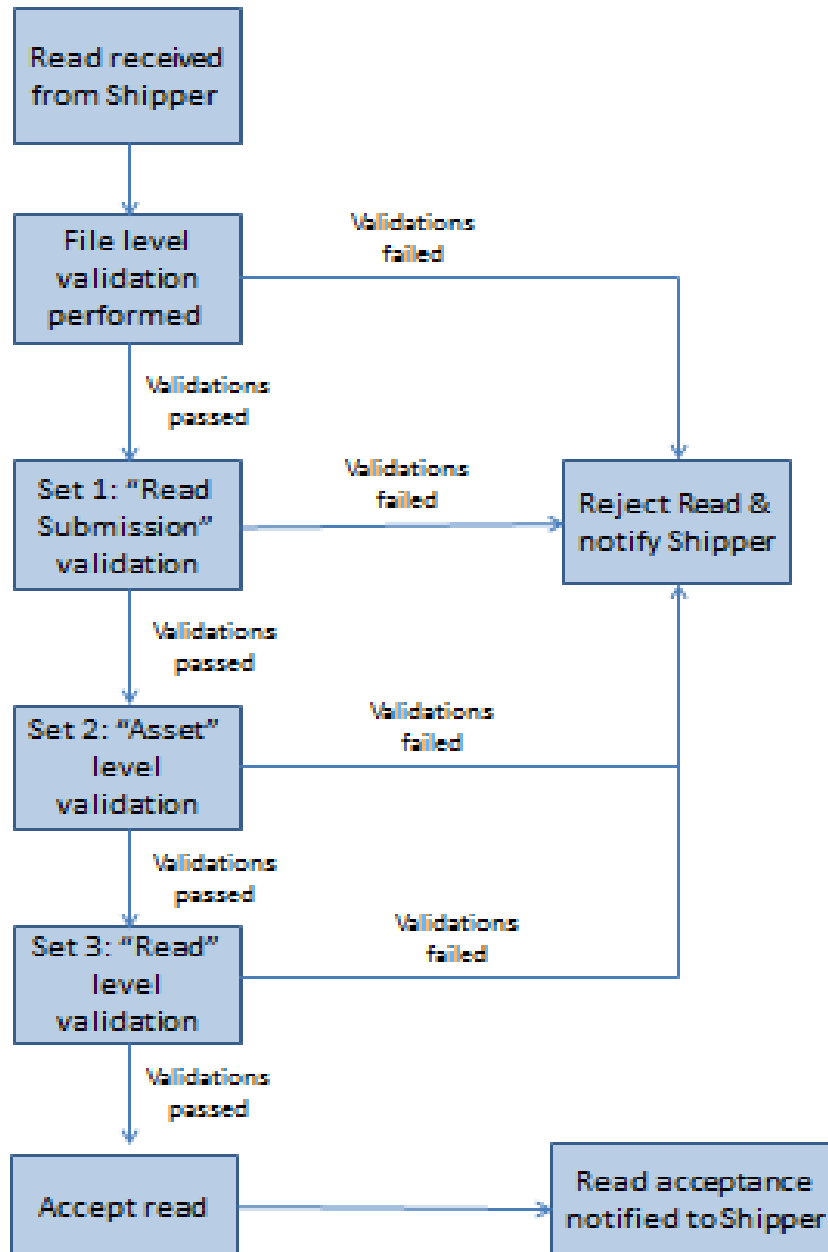 Read received
from Shipper
File level
validation
performed
Validations
failed
Validations
passed
Set 1: “Read
Submission”
validation
Validations
failed
Reject Read &
notify Shipper
Validations
passed
Set 2: “Asset”
level
validation
Validations
failed
Validations
passed
Set 3: “Read”
level
validation
Validations
failed
Validations
passed
Accept read
Read acceptance
notified to Shipper